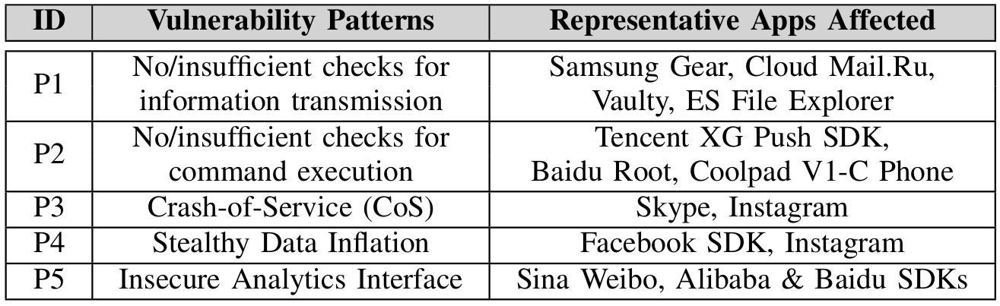 ID Vulnerability Patterns Representative Apps Affected
P1 No/insufficient checks for information transmission Samsung Gear, Cloud Mail.Ru, Vaulty, ES File Explorer
P2 No/insufficient checks for command execution Tencent XG Push SDK, Baidu Root, Coolpad V1-C Phone
P3 Crash-of-Service (CoS) Skype, Instagram
P4 Stealthy Data Inflation Facebook SDK, Instagram
P5 Insecure Analytics Interface Sina Weibo, Alibaba & Baidu SDKs